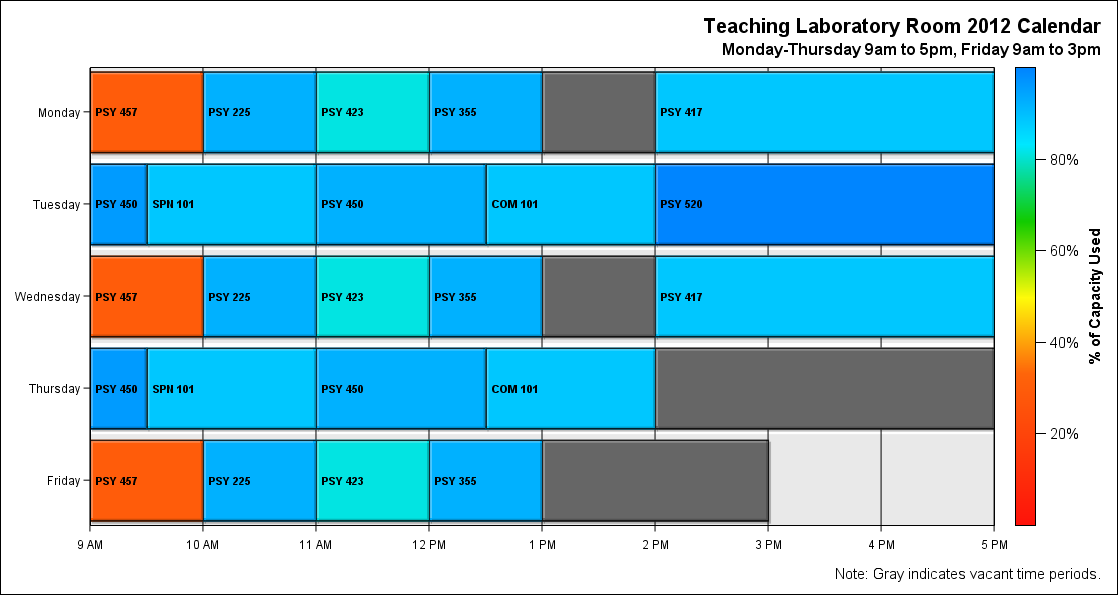 Teaching Laboratory Room 2012 Calendar
Monday-Thursday 9am to 5pm, Friday 9am to 3pm
Monday PSY 457 PSY 225 PSY 423 PSY 355 PSY 417
Tuesday PSY 450 SPN 101 PSY 450 COM 101 PSY 520
Wednesday PSY 457 PSY 225 PSY 423 PSY 355 PSY 417
Thursday PSY 450 SPN 101 PSY 450 COM 101
Friday PSY 457 PSY 225 PSY 423 PSY 355
9 AM 10 AM 11 AM 12 PM 1 PM 2 PM 3 PM 4 PM 5 PM
80%
60%
40%
20%
% of Capacity Used
Note: Gray indicates vacant time periods.